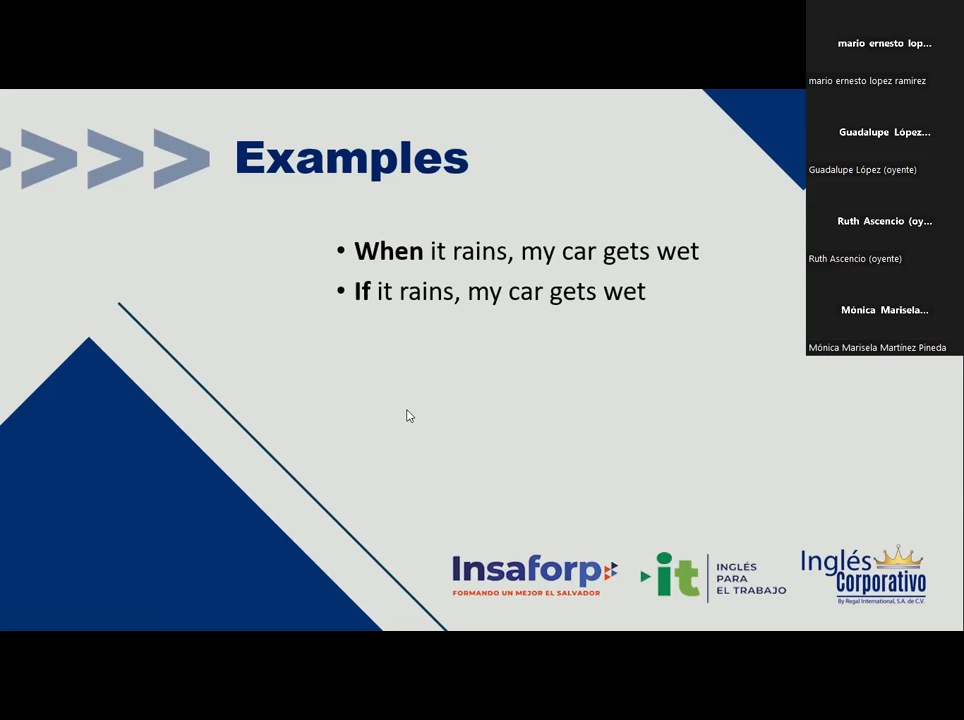 Examples
• When it rains, my car gets wet
• If it rains, my car gets wet
Insaforp
FORMANDO UN MEJOR EL SALVADOR
it
INGLÉS
PARA
EL TRABAJO
Inglés
Corporativo
By Regal International, S.A. de C.V.
mario ernesto lop...
mario ernesto lopez ramirez
Guadalupe López...
Guadalupe López (oyente)
Ruth Ascencio (oy...
Ruth Ascencio (oyente)
Mónica Marisela...
Mónica Marisela Martínez Pineda